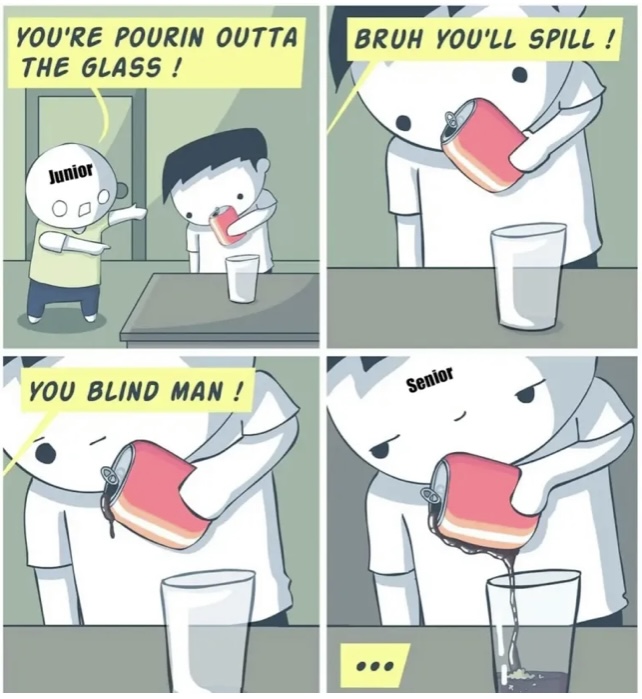 YOU'RE POURIN OUTTA
THE GLASS !
Junior
BRUH YOU'LL SPILL !
YOU BLIND MAN !
Senior
...